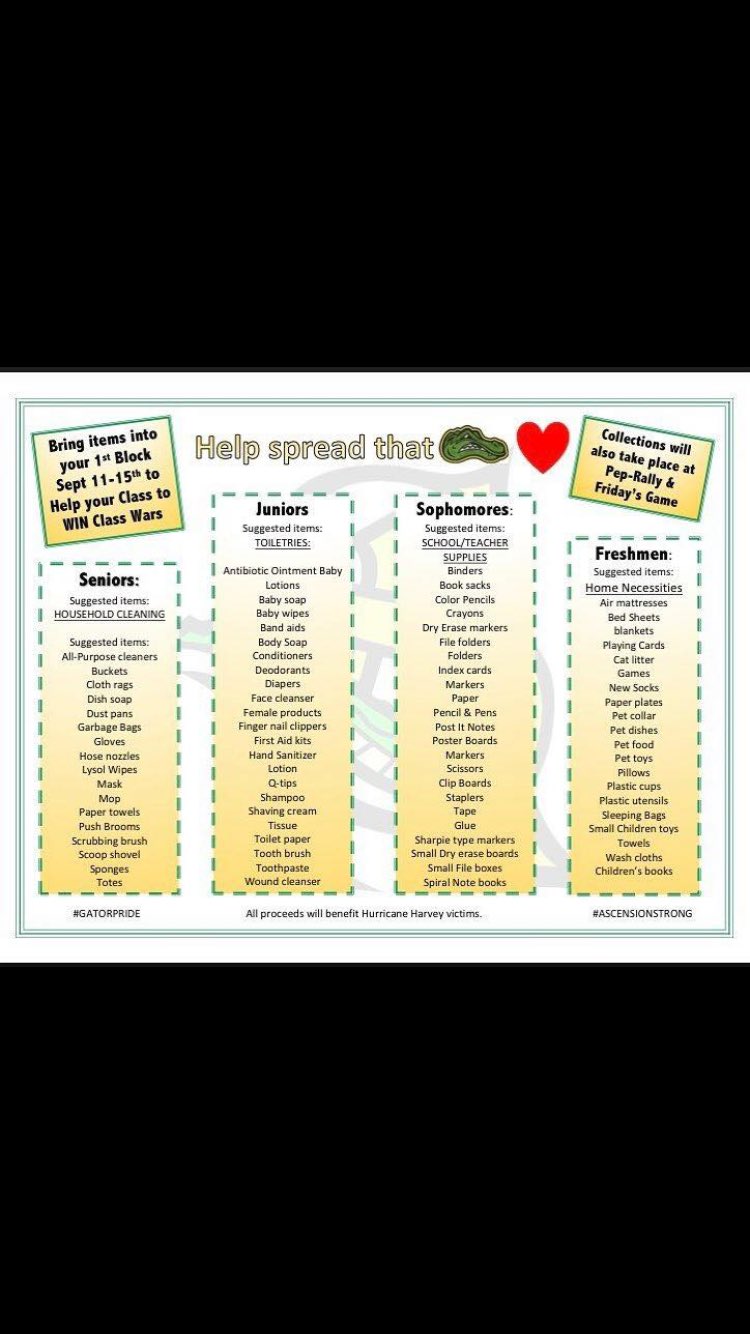 Bring items into
your 1st Block
Sept 11-15th to
Help your Class to
WIN Class Wars
Help spread that
Collections will
also take place at
Pep-Rally &
Friday's Game
Seniors:
Suggested items:
HOUSEHOLD CLEANING
Suggested items:
All-Purpose cleaners
Buckets
Cloth rags
Dish soap
Dust pans
Garbage Bags
Gloves
Hose nozzles
Lysol Wipes
Mask
Mop
Paper towels
Push Brooms
Scrubbing brush
Scoop shovel
Sponges
Totes
Juniors
Suggested items:
TOILETRIES:
Antibiotic Ointment Baby
Lotions
Baby soap
Baby wipes
Band aids
Body Soap
Conditioners
Deodorants
Diapers
Face cleanser
Female products
Finger nail clippers
First Aid kits
Hand Sanitizer
Lotion
Q-tips
Shampoo
Shaving cream
Tissue
Toilet paper
Tooth brush
Toothpaste
Wound cleanser
Sophomores:
Suggested items:
SCHOOL/TEACHER
SUPPLIES
Binders
Book sacks
Color Pencils
Crayons
Dry Erase markers
File folders
Folders
Index cards
Markers
Paper
Pencil & Pens
Post It Notes
Poster Boards
Markers
Scissors
Clip Boards
Staplers
Tape
Glue
Sharpie type markers
Small Dry erase boards
Small File boxes
Spiral Note books
Freshmen:
Suggested items:
Home Necessities
Air mattresses
Bed Sheets
blankets
Playing Cards
Cat litter
Games
New Socks
Paper plates
Pet collar
Pet dishes
Pet food
Pet toys
Pillows
Plastic cups
Plastic utensils
Sleeping Bags
Small Children toys
Towels
Wash cloths
Children's books
#GATORPRIDE
All proceeds will benefit Hurricane Harvey victims.
#ASCENSIONSTRONG